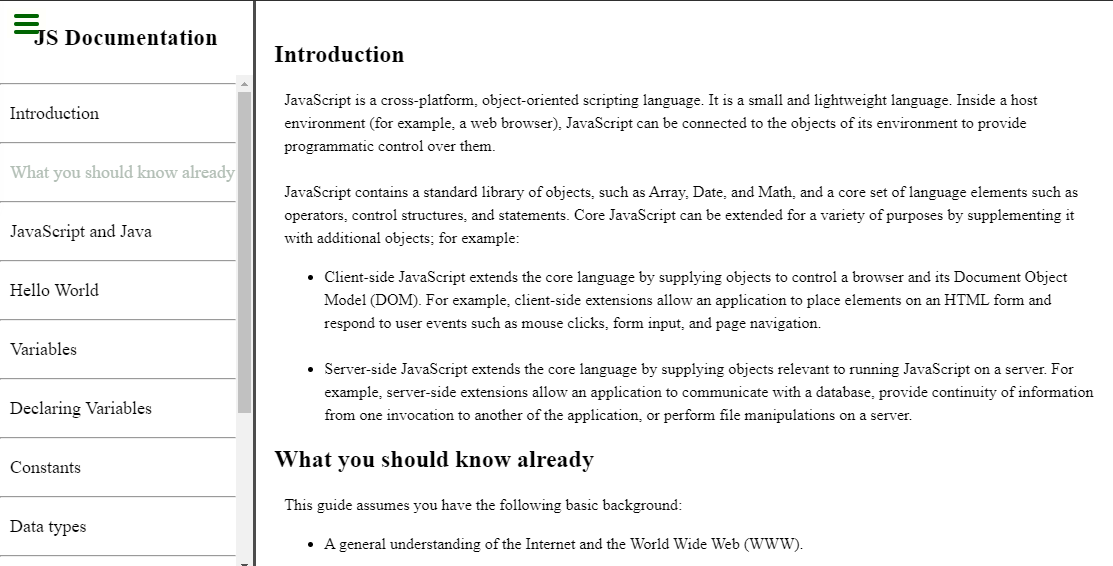 JS Documentation
Introduction
What you should know already
JavaScript and Java
Hello World
Variables
Declaring Variables
Constants
Data types
Introduction
JavaScript is a cross-platform, object-oriented scripting language. It is a small and lightweight language. Inside a host
environment (for example, a web browser), JavaScript can be connected to the objects of its environment to provide
programmatic control over them.
JavaScript contains a standard library of objects, such as Array, Date, and Math, and a core set of language elements such as
operators, control structures, and statements. Core JavaScript can be extended for a variety of purposes by supplementing it
with additional objects; for example:
• Client-side JavaScript extends the core language by supplying objects to control a browser and its Document Object
Model (DOM). For example, client-side extensions allow an application to place elements on an HTML form and
respond to user events such as mouse clicks, form input, and page navigation.
• Server-side JavaScript extends the core language by supplying objects relevant to running JavaScript on a server. For
example, server-side extensions allow an application to communicate with a database, provide continuity of information
from one invocation to another of the application, or perform file manipulations on a server.
What you should know already
This guide assumes you have the following basic background:
• A general understanding of the Internet and the World Wide Web (WWW).